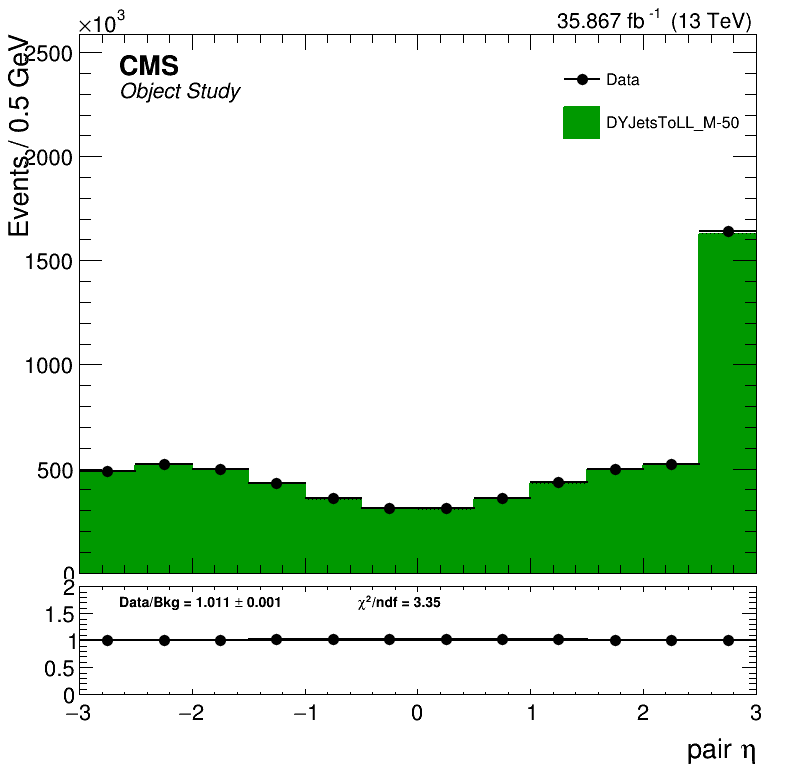 ×10³
35.867 fb⁻¹ (13 TeV)
Events / 0.5 GeV
CMS
Object Study
Data
DYJetsToLL_M-50
2500
2000
1500
1000
500
0
Data/Bkg = 1.011 ± 0.001
χ²/ndf = 3.35
2
1.5
1
0.5
0
−3 −2 −1 0 1 2 3
pair η